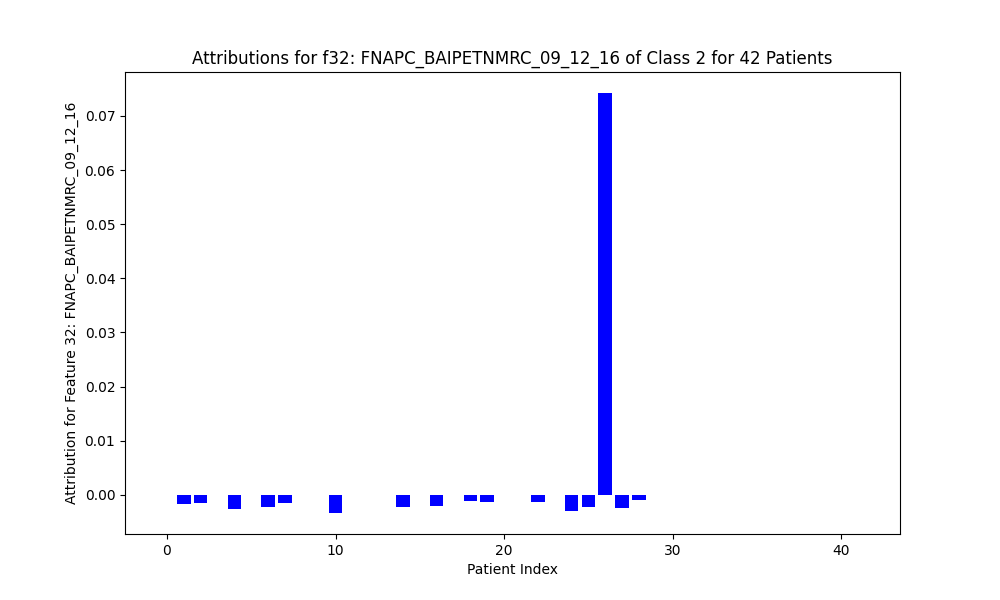 Attributions for f32: FNAPC_BAIPETNMRC_09_12_16 of Class 2 for 42 Patients
Attribution for Feature 32: FNAPC_BAIPETNMRC_09_12_16
0.07
0.06
0.05
0.04
0.03
0.02
0.01
0.00
0 10 20 30 40
Patient Index